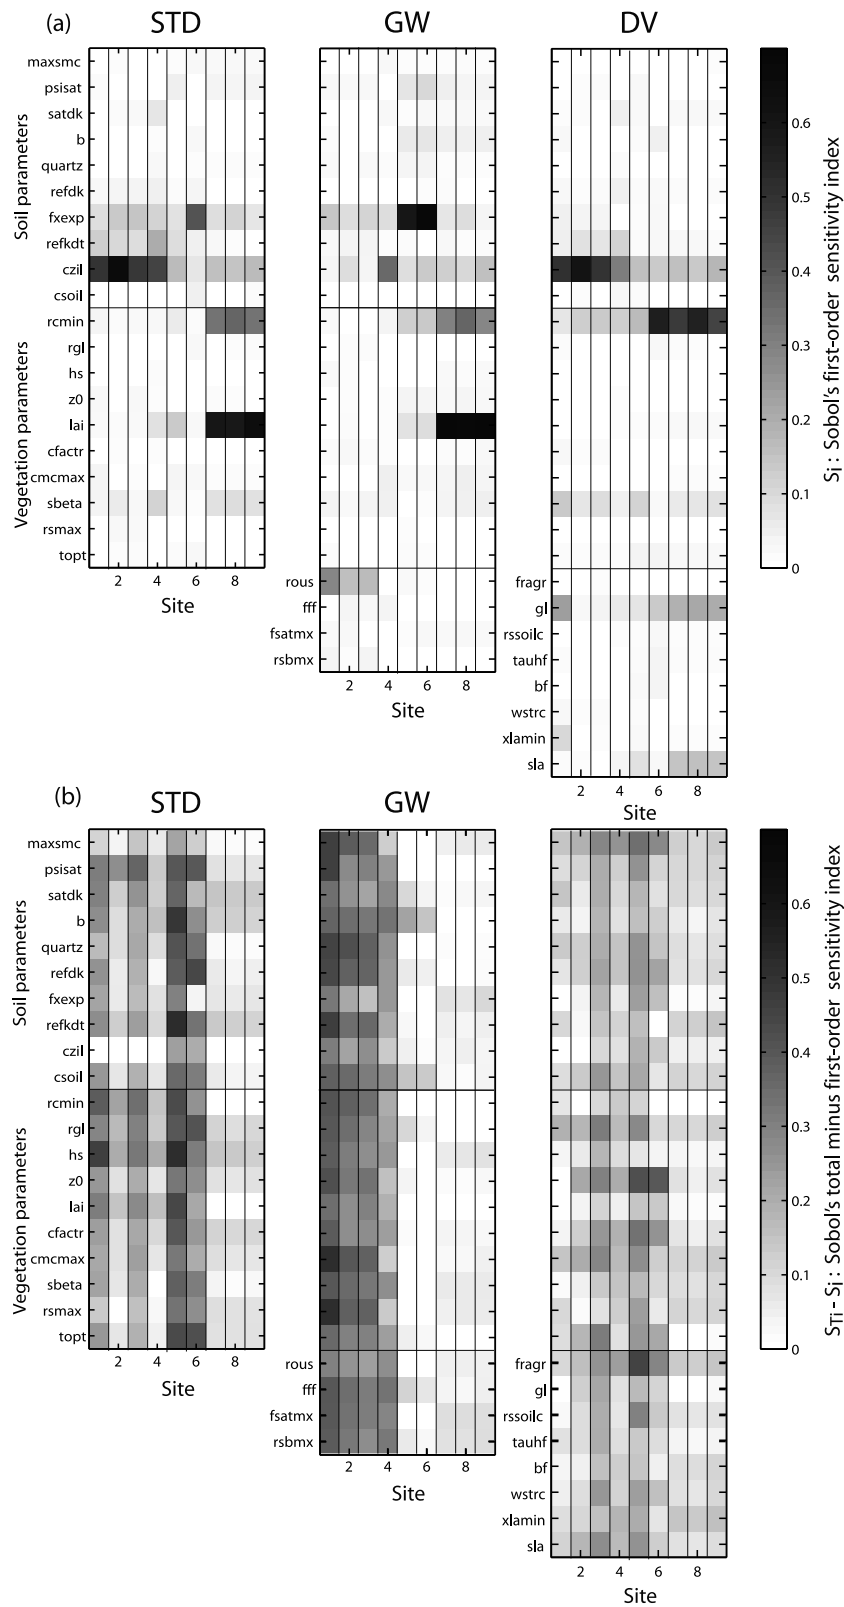 (a)
STD
GW
DV
Soil parameters
maxsmc
psisat
satdk
b
quartz
refdk
fxexp
refkdt
czil
csoil
Vegetation parameters
rcmin
rgl
hs
z0
lai
cfactr
cmcmax
sbeta
rsmax
topt
2 4 6 8
Site
rous
fff
fsatmx
rsbmx
2 4 6 8
Site
fragr
gl
rssoilc
tauhf
bf
wstrc
xlamin
sla
2 4 6 8
Site
0.6
0.5
0.4
0.3
0.2
0.1
0
Si : Sobol's first-order sensitivity index
(b)
STD
GW
Soil parameters
maxsmc
psisat
satdk
b
quartz
refdk
fxexp
refkdt
czil
csoil
Vegetation parameters
rcmin
rgl
hs
z0
lai
cfactr
cmcmax
sbeta
rsmax
topt
2 4 6 8
Site
rous
fff
fsatmx
rsbmx
2 4 6 8
Site
fragr
gl
rssoilc
tauhf
bf
wstrc
xlamin
sla
2 4 6 8
Site
0.6
0.5
0.4
0.3
0.2
0.1
0
STi - Si : Sobol's total minus first-order sensitivity index